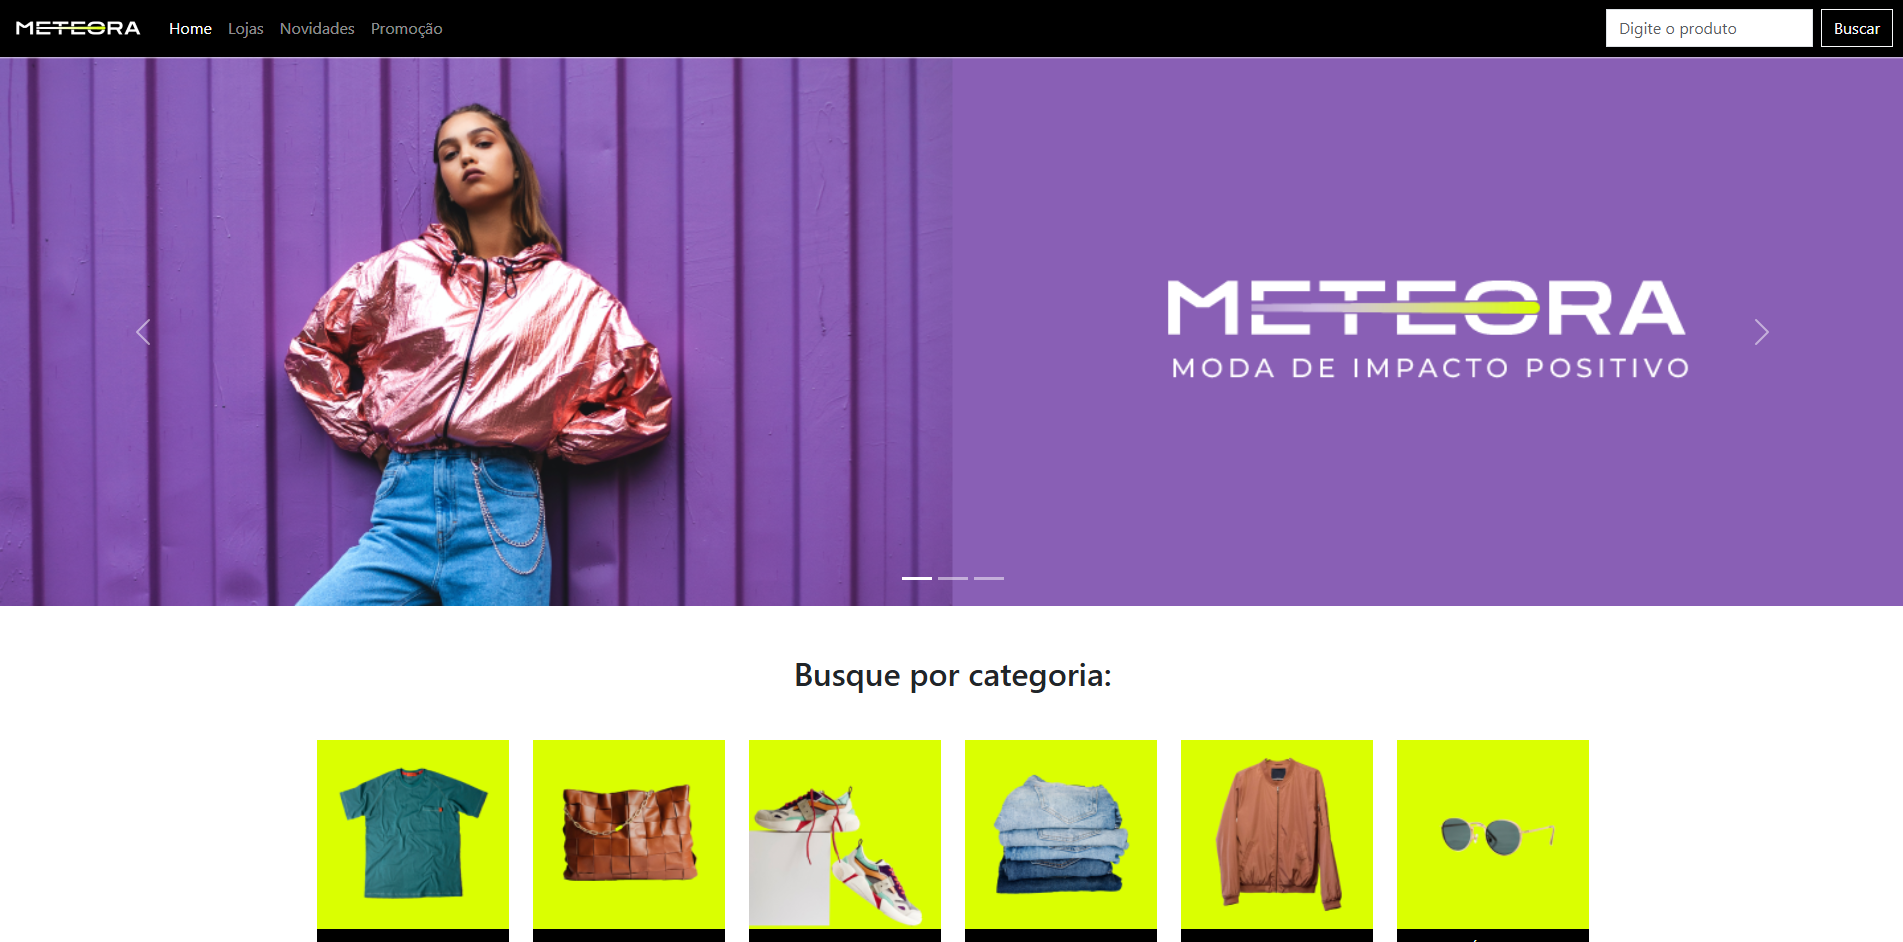 METEORA
Home
Lojas
Novidades
Promoção
Digite o produto
Buscar
METEORA
MODA DE IMPACTO POSITIVO
Busque por categoria: